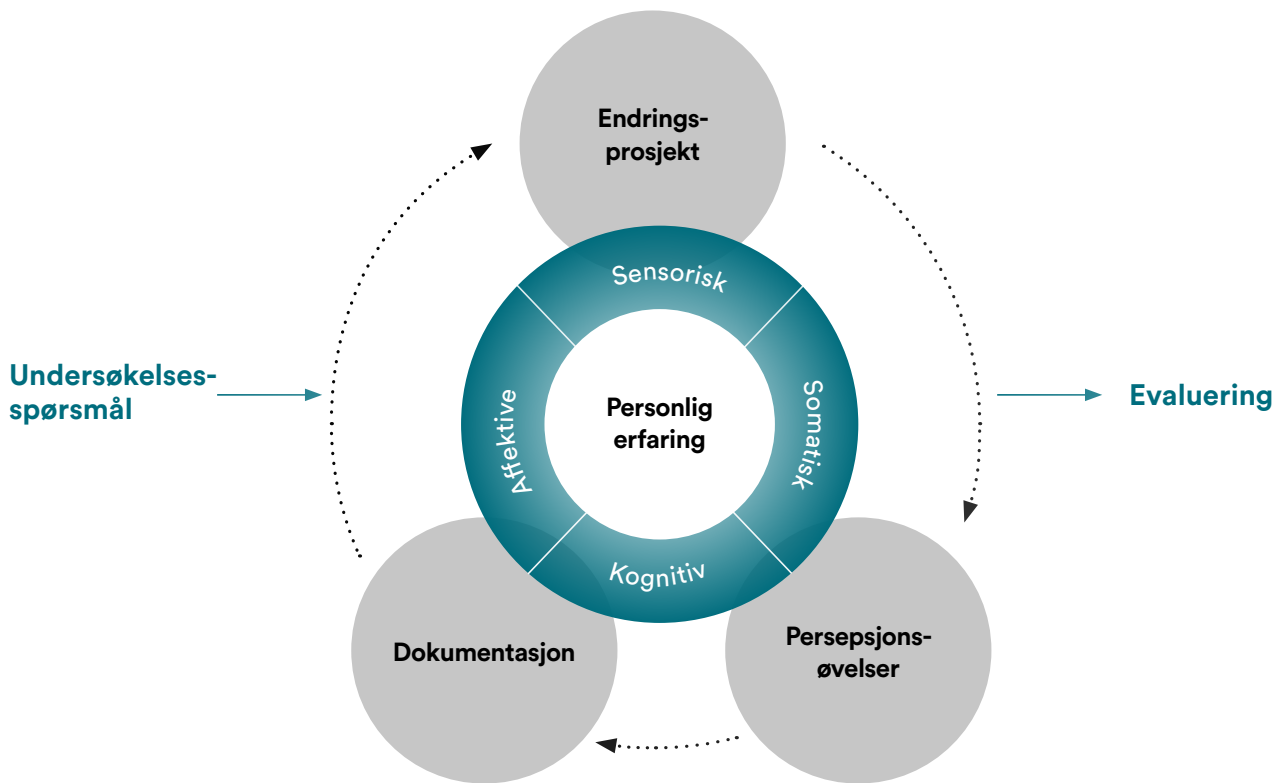 Endrings-
prosjekt
Sensorisk
Undersøkelses-
spørsmål
Affektive
Personlig
erfaring
Somatisk
Evaluering
Kognitiv
Dokumentasjon
Persepsjons-
øvelser